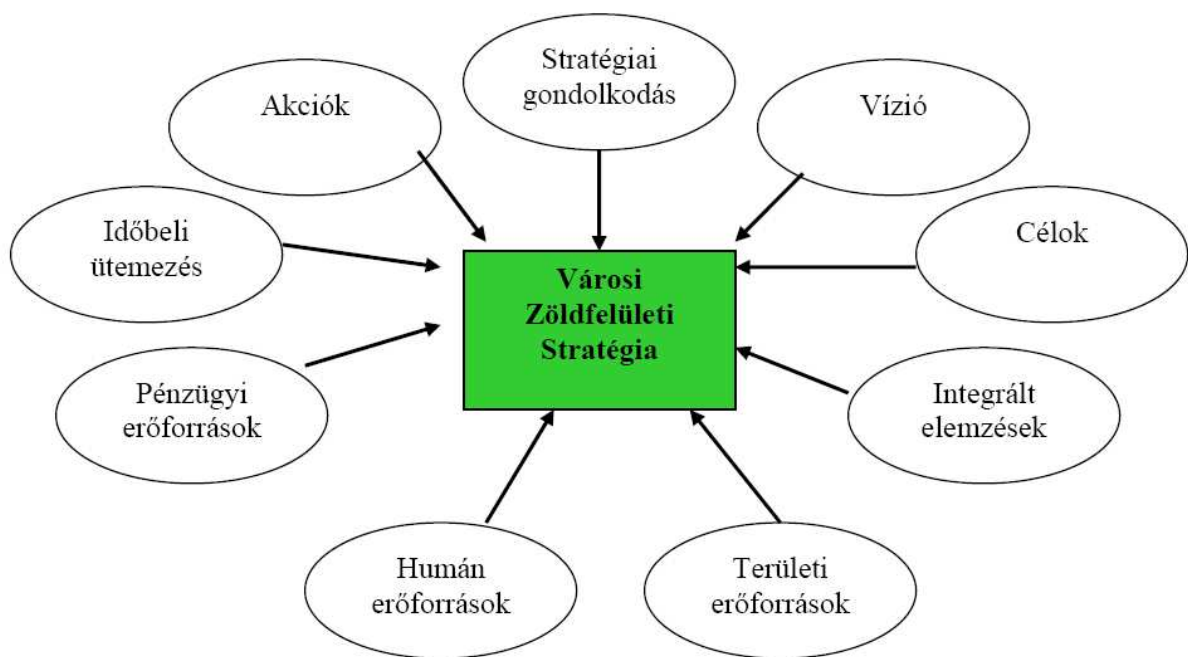 Stratégiai
gondolkodás
Akciók
Vízió
Időbeli
ütemezés
Célok
Városi
Zöldfelületi
Stratégia
Pénzügyi
erőforrások
Integrált
elemzések
Humán
erőforrások
Területi
erőforrások